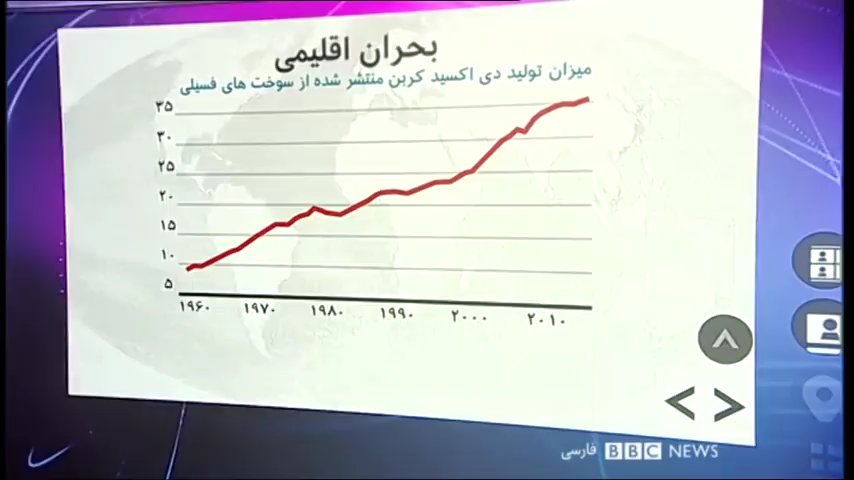 بحران اقلیمی
میزان تولید دی اکسید کربن منتشر شده از سوخت های فسیلی
۳۵
۳۰
۲۵
۲۰
۱۵
۱۰
۵
۱۹۶۰ ۱۹۷۰ ۱۹۸۰ ۱۹۹۰ ۲۰۰۰ ۲۰۱۰
BBC NEWS فارسی